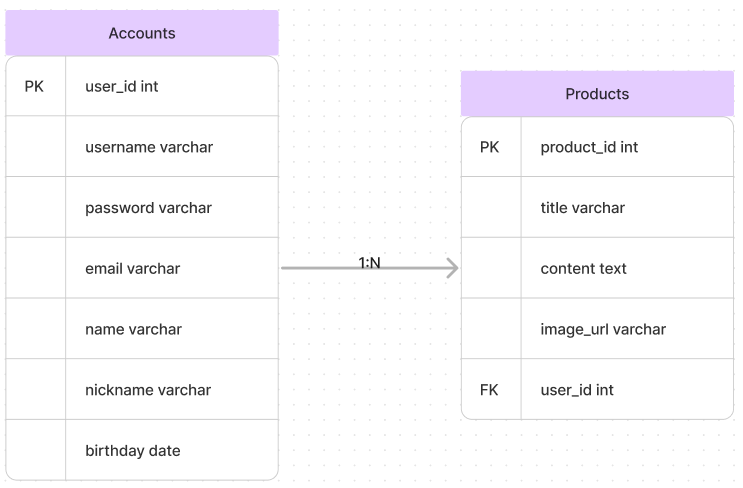 Accounts
PK user_id int
username varchar
password varchar
email varchar
name varchar
nickname varchar
birthday date
1:N
Products
PK product_id int
title varchar
content text
image_url varchar
FK user_id int